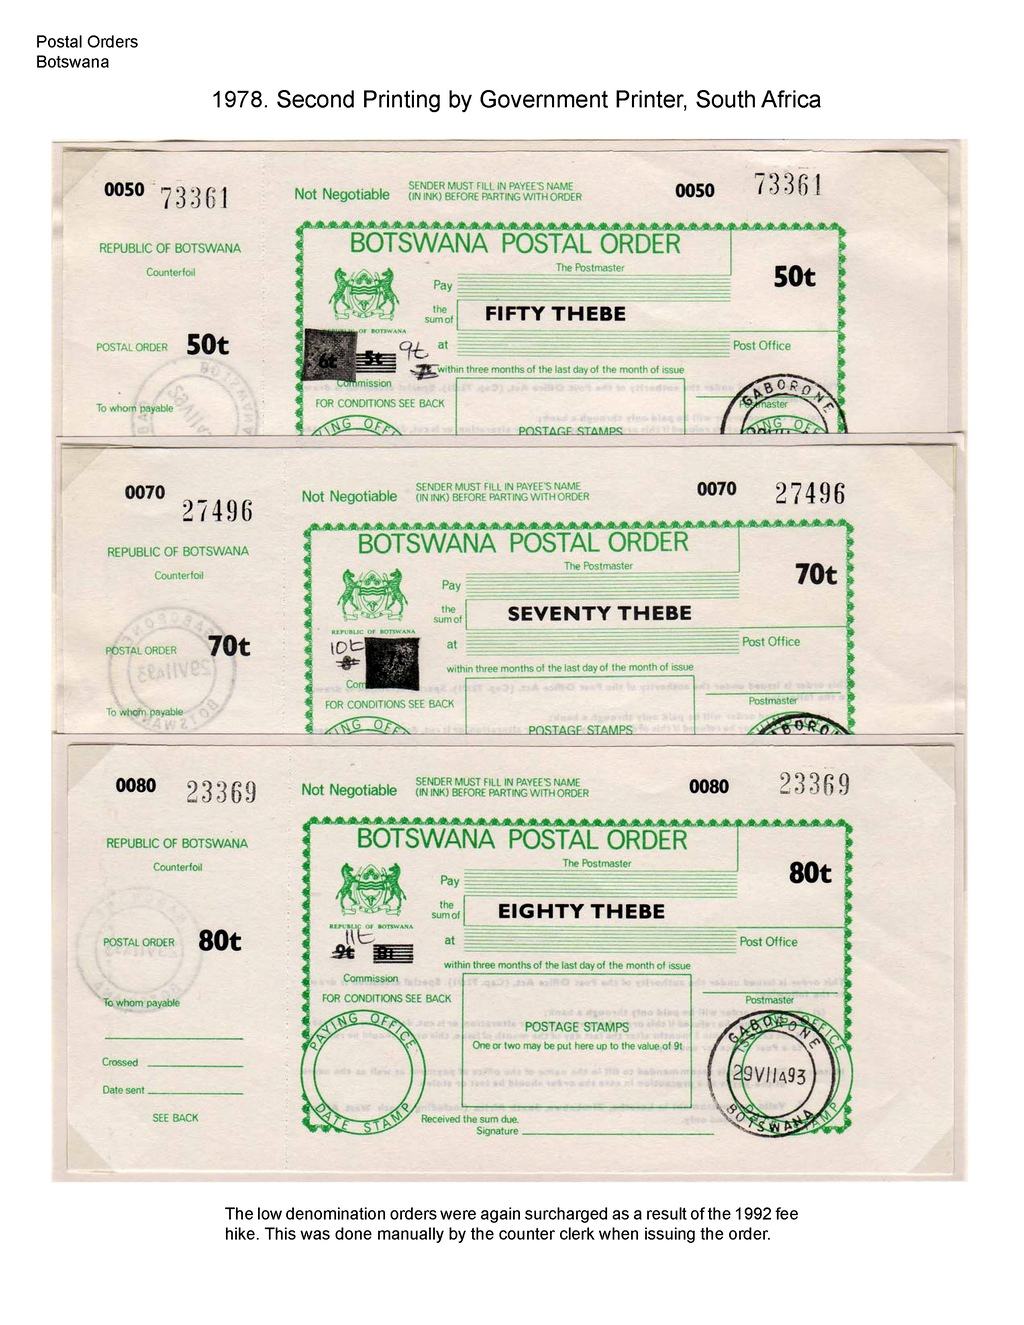 Postal Orders
Botswana
1978. Second Printing by Government Printer, South Africa
0050 73361
REPUBLIC OF BOTSWANA
Counterfoil
POSTAL ORDER 50t
To whom payable
Not Negotiable
SENDER MUST FILL IN PAYEE'S NAME
(IN INK) BEFORE PARTING WITH ORDER
0050 73361
BOTSWANA POSTAL ORDER
The Postmaster
50t
Pay
the
sum of
FIFTY THEBE
OF BOTSWANA
at
Post Office
6t 5t 9t
within three months of the last day of the month of issue
Commission
FOR CONDITIONS SEE BACK
POSTAGE STAMPS
GABORONE
0070
27496
REPUBLIC OF BOTSWANA
Counterfoil
POSTAL ORDER 70t
29VII493
BOTSWA
To whom payable
Not Negotiable
SENDER MUST FILL IN PAYEE'S NAME
(IN INK) BEFORE PARTING WITH ORDER
0070 27496
BOTSWANA POSTAL ORDER
The Postmaster
70t
Pay
the
sum of
SEVENTY THEBE
REPUBLIC OF BOTSWANA
10t
at
Post Office
within three months of the last day of the month of issue
Com
FOR CONDITIONS SEE BACK
Postmaster
POSTAGE STAMPS
0080 23369
REPUBLIC OF BOTSWANA
Counterfoil
POSTAL ORDER 80t
To whom payable
Crossed
Date sent
SEE BACK
Not Negotiable
SENDER MUST FILL IN PAYEE'S NAME
(IN INK) BEFORE PARTING WITH ORDER
0080 23369
BOTSWANA POSTAL ORDER
The Postmaster
80t
Pay
the
sum of
EIGHTY THEBE
REPUBLIC OF BOTSWANA
11t
at
Post Office
9t 8t
within three months of the last day of the month of issue
Commission
FOR CONDITIONS SEE BACK
Postmaster
PAYING OFFICE
DATE STAMP
POSTAGE STAMPS
One or two may be put here up to the value of 9t
Received the sum due.
Signature
GABORONE
29VII493
BOTSWANA
The low denomination orders were again surcharged as a result of the 1992 fee
hike. This was done manually by the counter clerk when issuing the order.